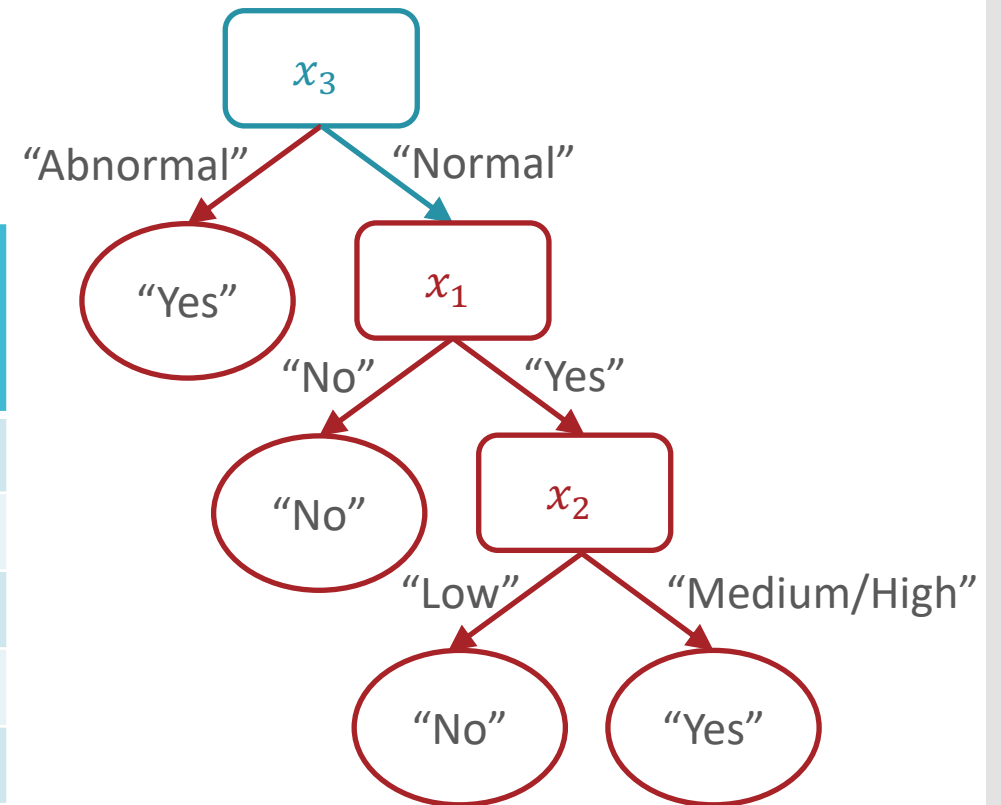 x₃
“Abnormal” “Normal”
“Yes” x₁
“No” “Yes”
“No” x₂
“Low” “Medium/High”
“No” “Yes”